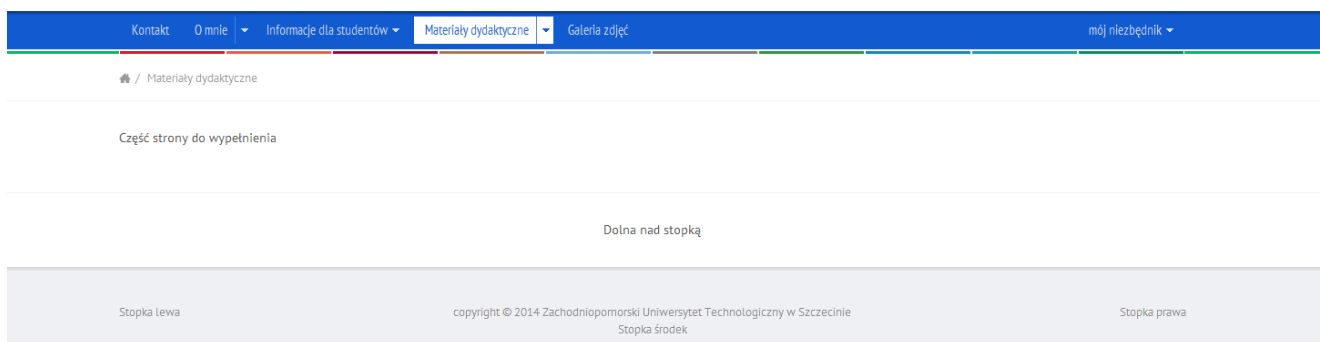 Kontakt O mnie Informacje dla studentów Materiały dydaktyczne Galeria zdjęć mój niezbędnik
/ Materiały dydaktyczne
Część strony do wypełnienia
Dolna nad stopką
Stopka lewa copyright © 2014 Zachodniopomorski Uniwersytet Technologiczny w Szczecinie Stopka prawa
Stopka środek